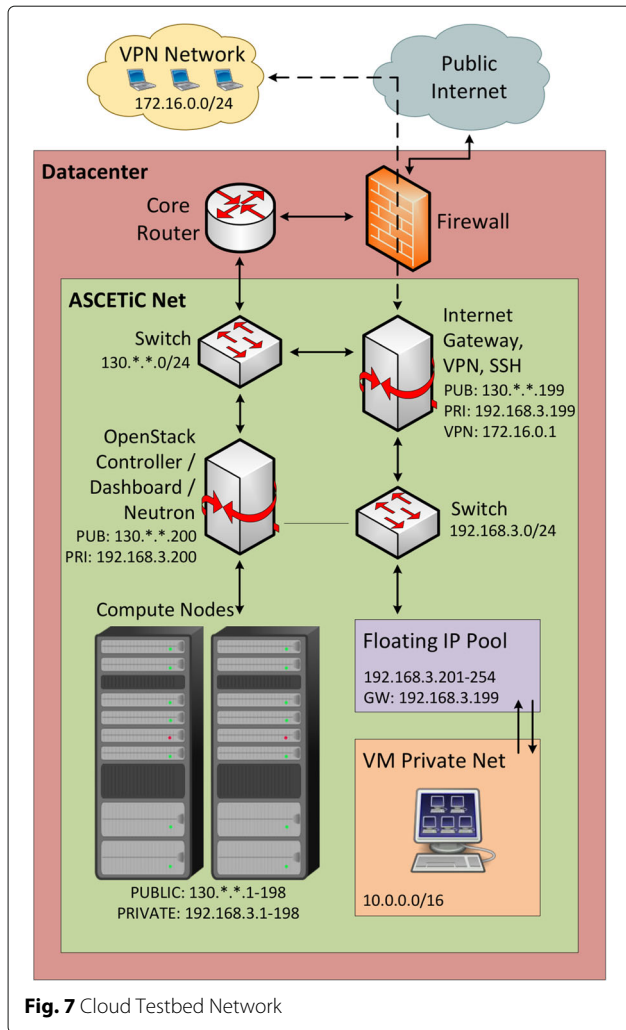 VPN Network
172.16.0.0/24
Public
Internet
Datacenter
Core
Router
Firewall
ASCETiC Net
Switch
130.*.*.0/24
Internet
Gateway,
VPN, SSH
PUB: 130.*.*.199
PRI: 192.168.3.199
VPN: 172.16.0.1
OpenStack
Controller /
Dashboard /
Neutron
PUB: 130.*.*.200
PRI: 192.168.3.200
Switch
192.168.3.0/24
Compute Nodes
PUBLIC: 130.*.*.1-198
PRIVATE: 192.168.3.1-198
Floating IP Pool
192.168.3.201-254
GW: 192.168.3.199
VM Private Net
10.0.0.0/16
Fig. 7 Cloud Testbed Network